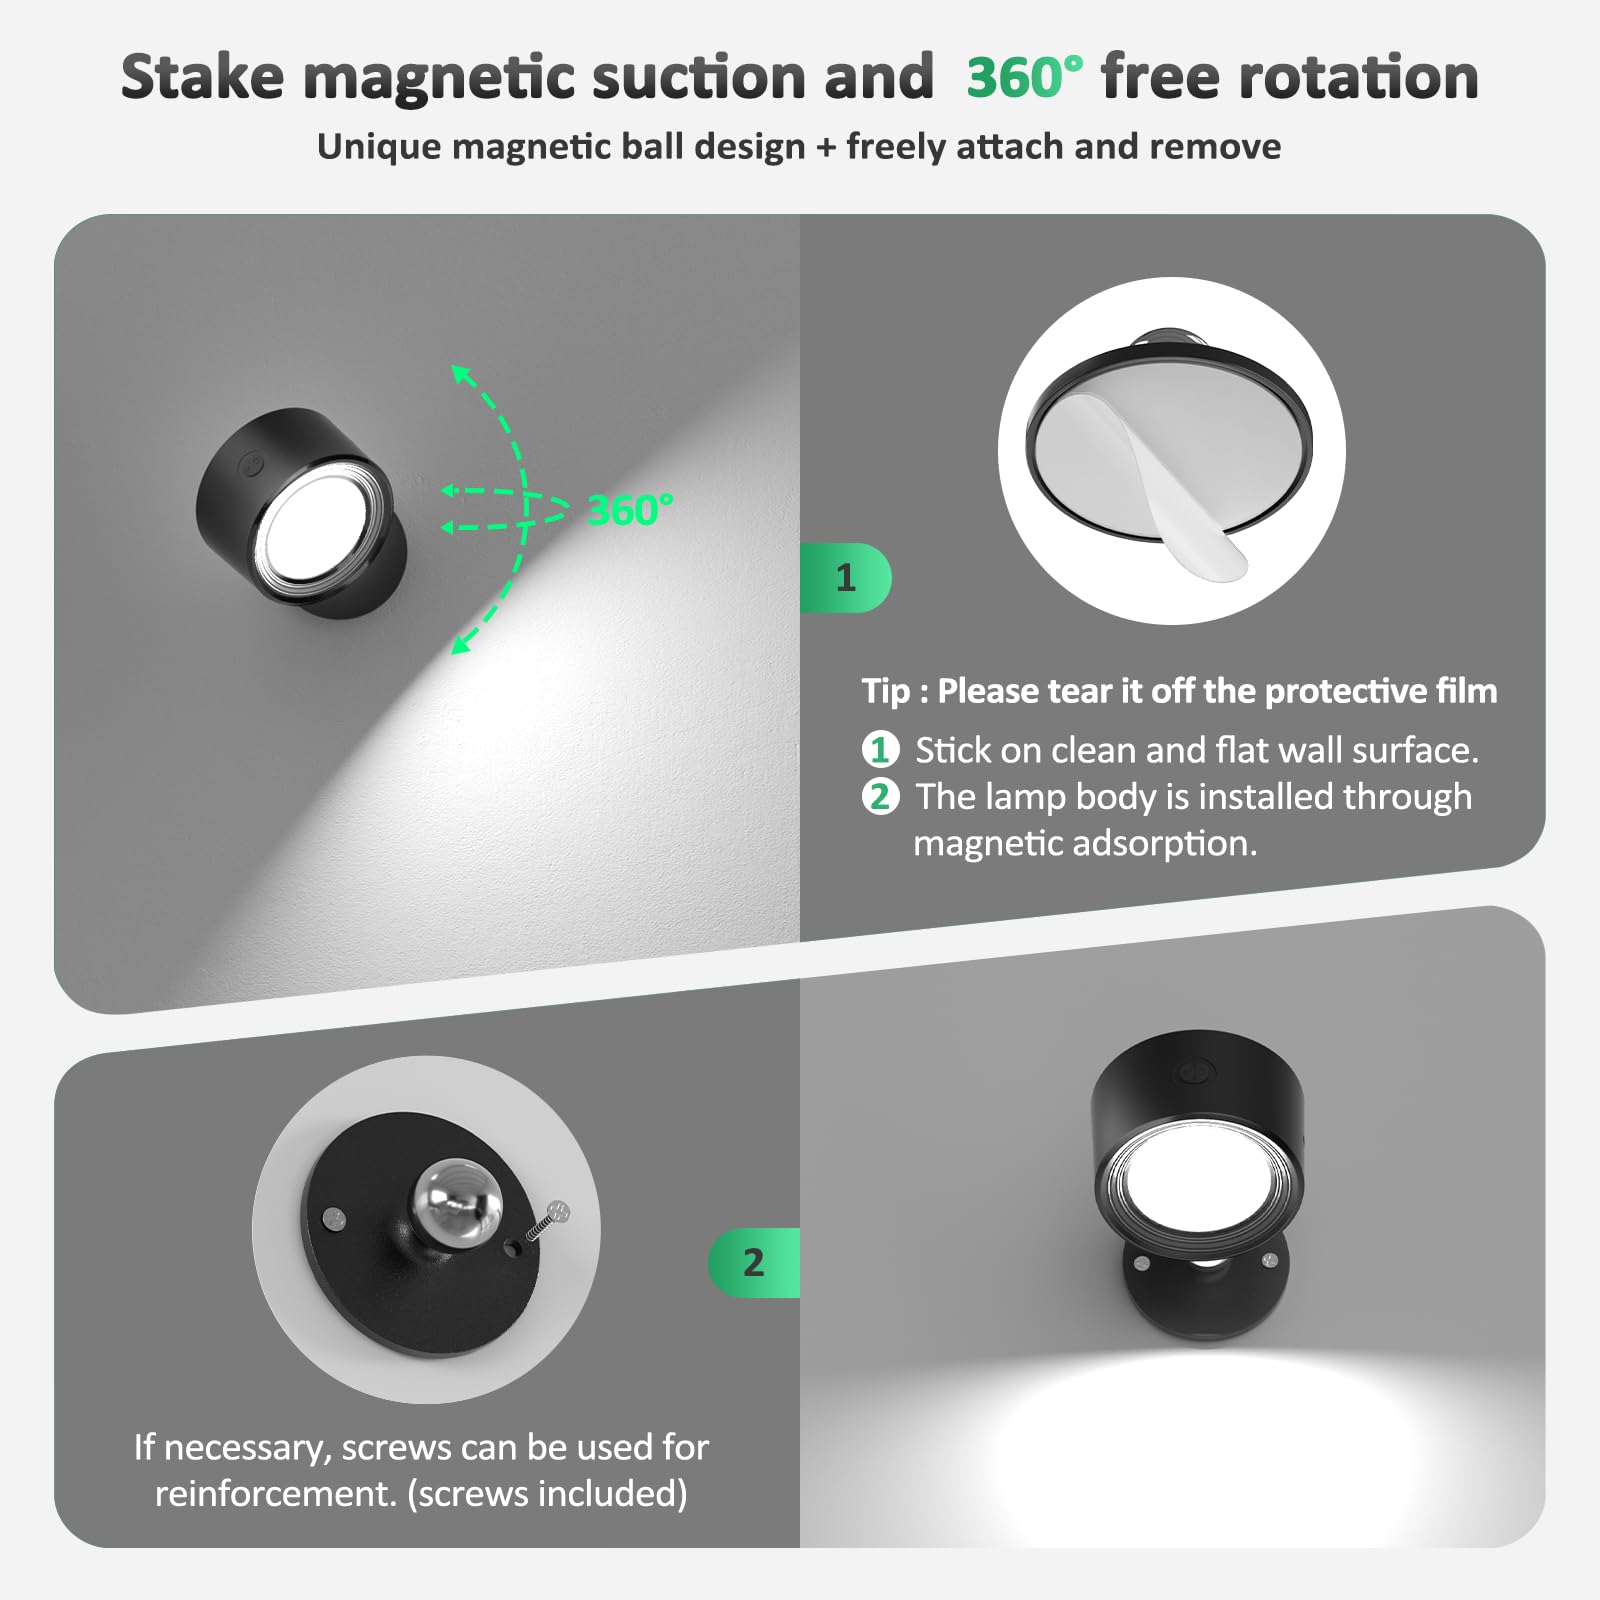 Stake magnetic suction and 360° free rotation
Unique magnetic ball design + freely attach and remove
360°
1
Tip : Please tear it off the protective film
1 Stick on clean and flat wall surface.
2 The lamp body is installed through
magnetic adsorption.
2
If necessary, screws can be used for
reinforcement. (screws included)